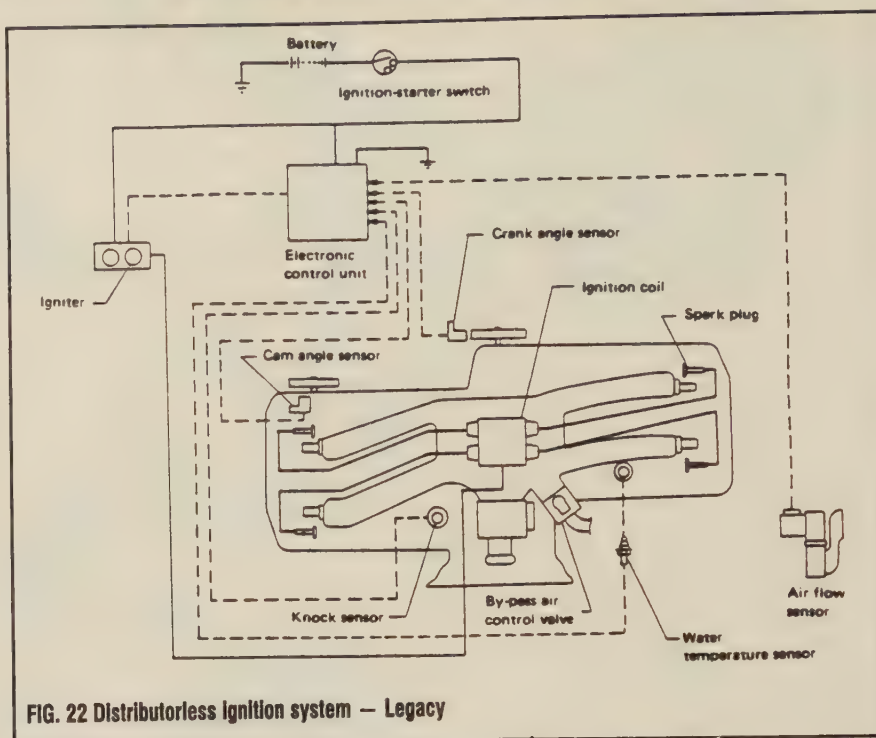 Battery
Ignition-starter switch
Crank angle sensor
Electronic
control unit
Ignition coil
Igniter
Spark plug
Cam angle sensor
Knock sensor
By-pass air
control valve
Air flow
sensor
Water
temperature sensor
FIG. 22 Distributorless ignition system — Legacy